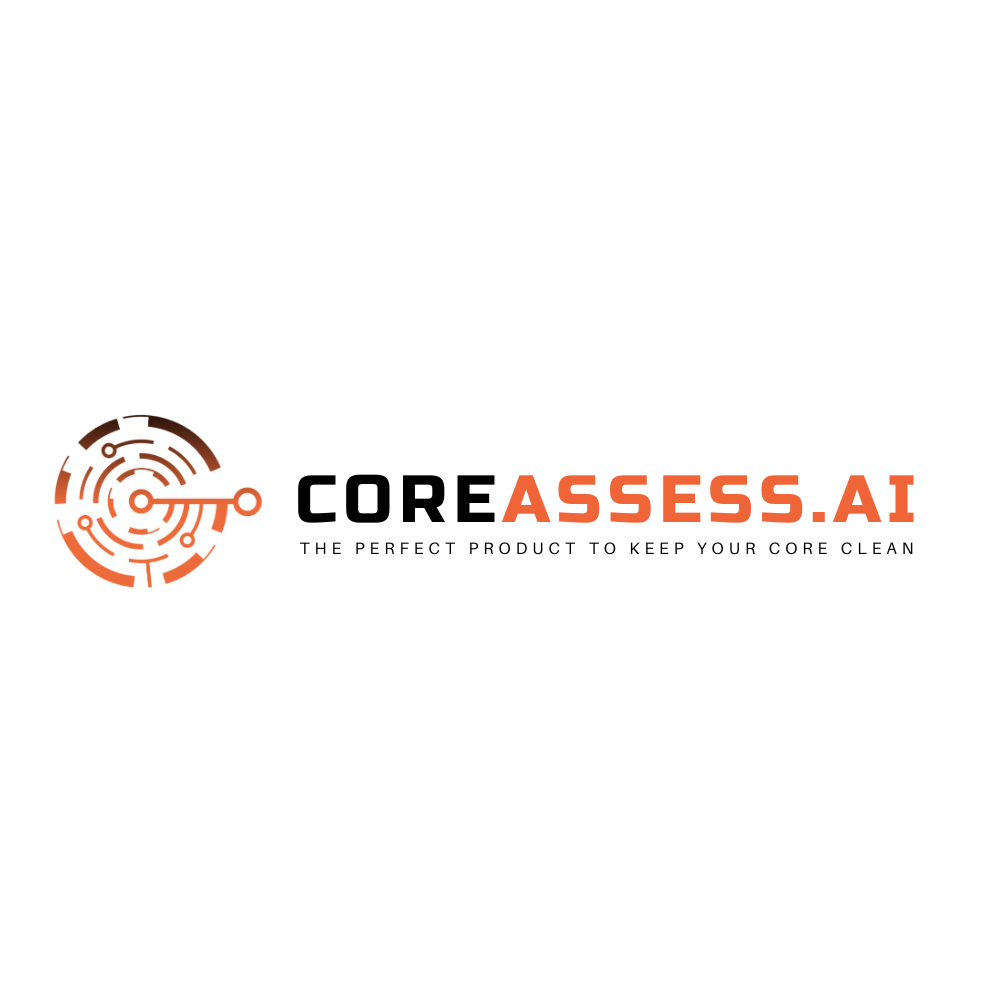 COREASSESS.AI
THE PERFECT PRODUCT TO KEEP YOUR CORE CLEAN